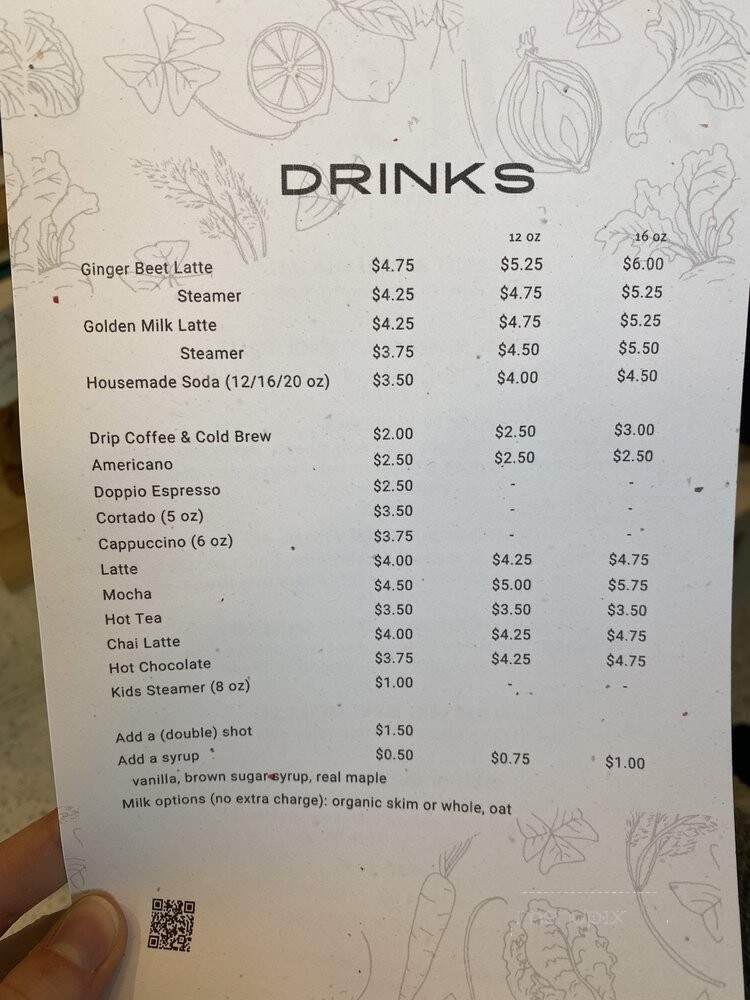 DRINKS
12 OZ 16 OZ
Ginger Beet Latte $4.75 $5.25 $6.00
Steamer $4.25 $4.75 $5.25
Golden Milk Latte $4.25 $4.75 $5.25
Steamer $3.75 $4.50 $5.50
Housemade Soda (12/16/20 oz) $3.50 $4.00 $4.50
Drip Coffee & Cold Brew $2.00 $2.50 $3.00
Americano $2.50 $2.50 $2.50
Doppio Espresso $2.50 - -
Cortado (5 oz) $3.50 - -
Cappuccino (6 oz) $3.75 - -
Latte $4.00 $4.25 $4.75
Mocha $4.50 $5.00 $5.75
Hot Tea $3.50 $3.50 $3.50
Chai Latte $4.00 $4.25 $4.75
Hot Chocolate $3.75 $4.25 $4.75
Kids Steamer (8 oz) $1.00 - -
Add a (double) shot $1.50
Add a syrup $0.50 $0.75 $1.00
vanilla, brown sugar syrup, real maple
Milk options (no extra charge): organic skim or whole, oat